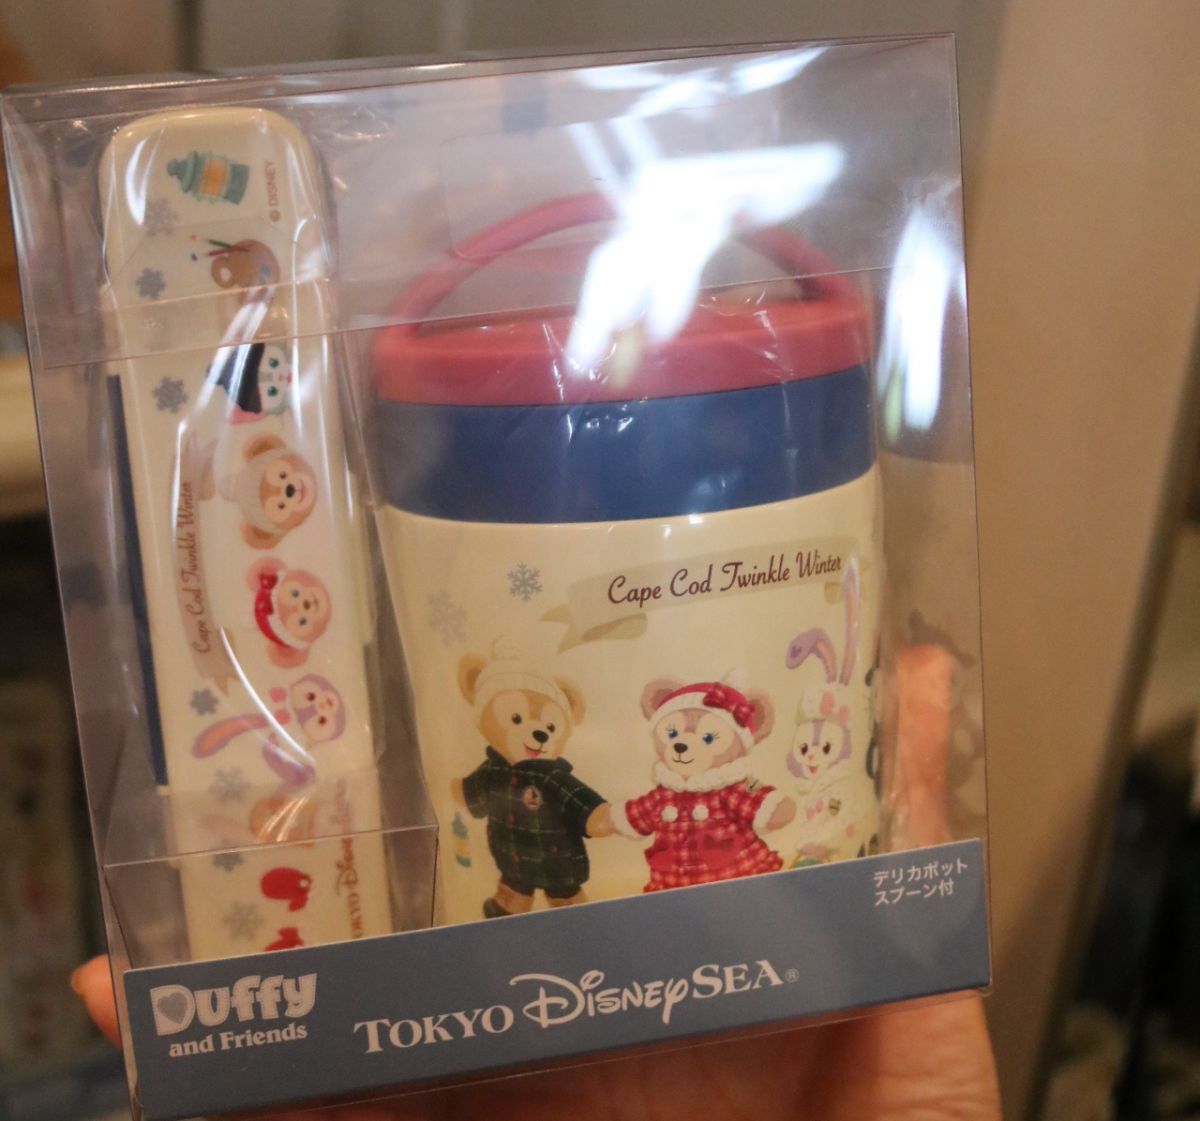 © DISNEY
Cape Cod Twinkle Winter
Cape Cod Twinkle Winter
TOKYO DISNEY
デリカポット
スプーン付
Duffy
and Friends
TOKYO DISNEYSEA®